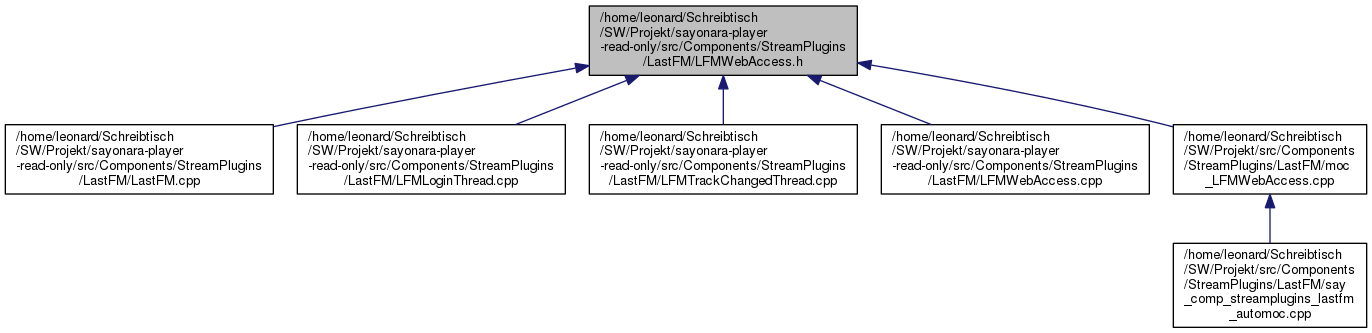 /home/leonard/Schreibtisch
/SW/Projekt/sayonara-player
-read-only/src/Components/StreamPlugins
/LastFM/LFMWebAccess.h
/home/leonard/Schreibtisch
/SW/Projekt/sayonara-player
-read-only/src/Components/StreamPlugins
/LastFM/LastFM.cpp
/home/leonard/Schreibtisch
/SW/Projekt/sayonara-player
-read-only/src/Components/StreamPlugins
/LastFM/LFMLoginThread.cpp
/home/leonard/Schreibtisch
/SW/Projekt/sayonara-player
-read-only/src/Components/StreamPlugins
/LastFM/LFMTrackChangedThread.cpp
/home/leonard/Schreibtisch
/SW/Projekt/sayonara-player
-read-only/src/Components/StreamPlugins
/LastFM/LFMWebAccess.cpp
/home/leonard/Schreibtisch
/SW/Projekt/src/Components
/StreamPlugins/LastFM/moc
_LFMWebAccess.cpp
/home/leonard/Schreibtisch
/SW/Projekt/src/Components
/StreamPlugins/LastFM/say
_comp_streamplugins_lastfm
_automoc.cpp